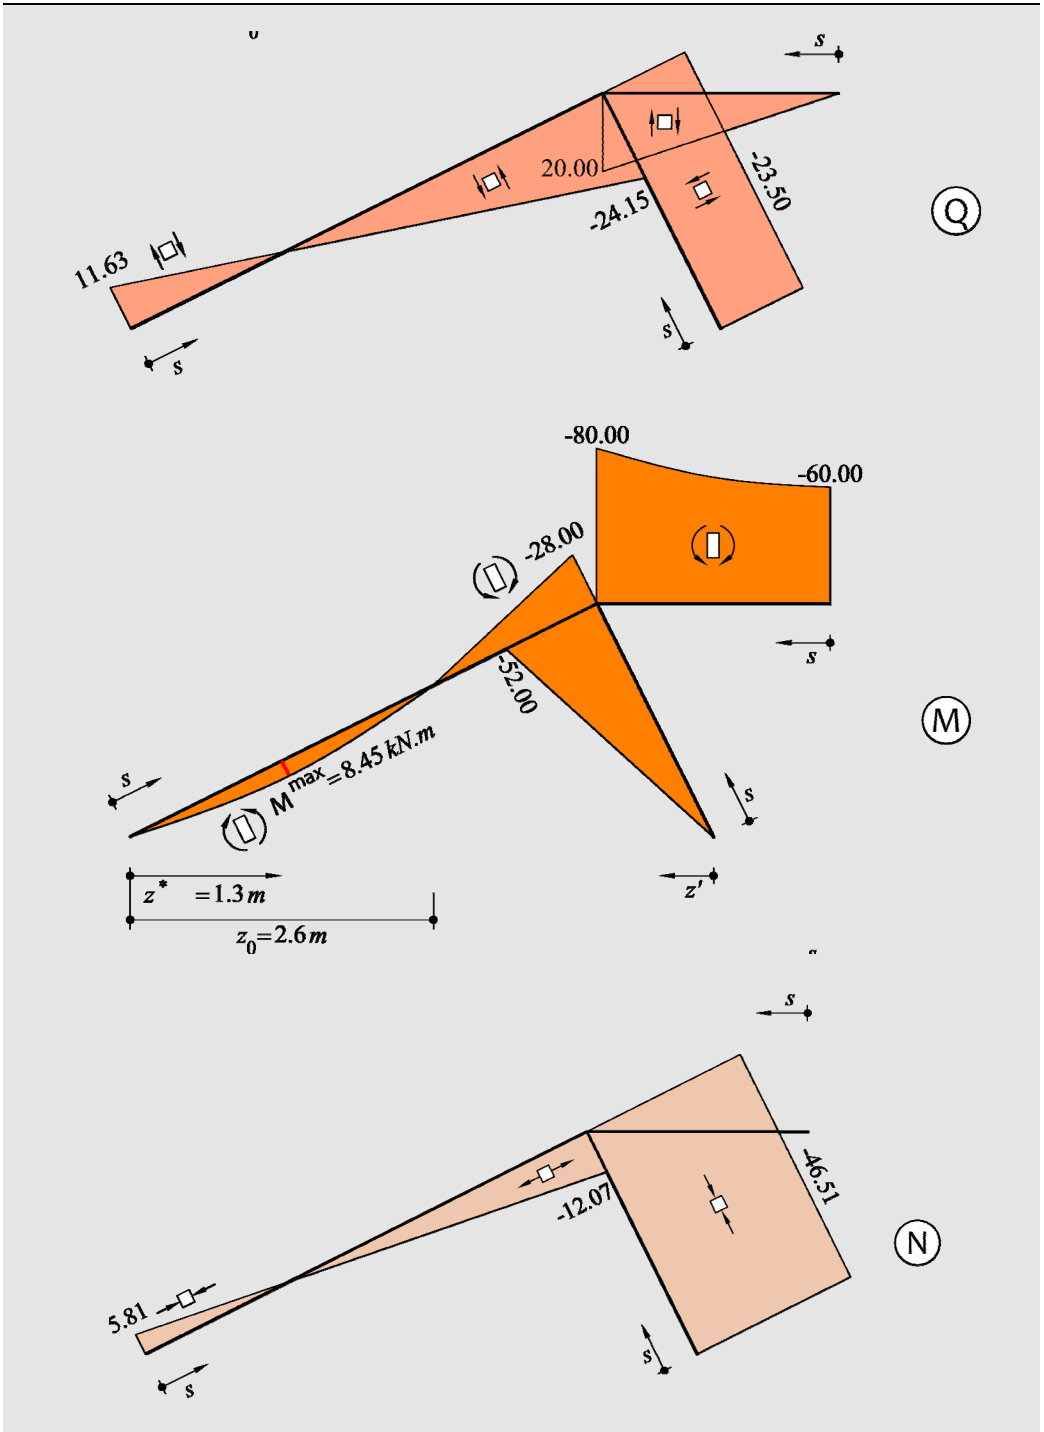 s
20.00
-23.50
-24.15
Q
11.63
s
s
-80.00
-60.00
-28.00
s
-52.00
M
M^max=8.45 kN.m
s
s
z* =1.3 m
z'
z₀=2.6 m
s
-46.51
-12.07
N
5.81
s
s